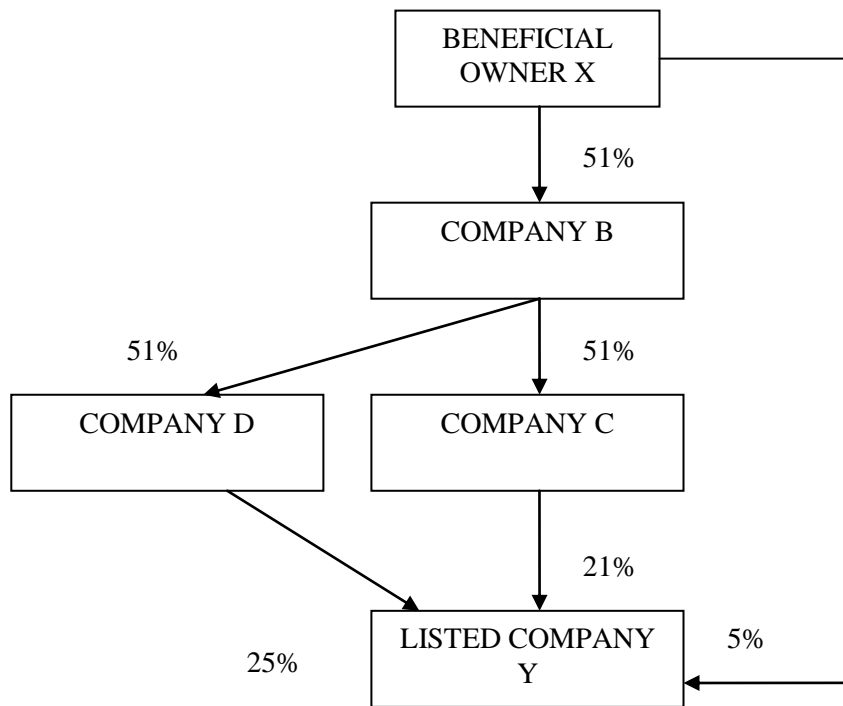 BENEFICIAL
OWNER X
51%
COMPANY B
51%
51%
COMPANY D
COMPANY C
21%
LISTED COMPANY
Y
5%
25%